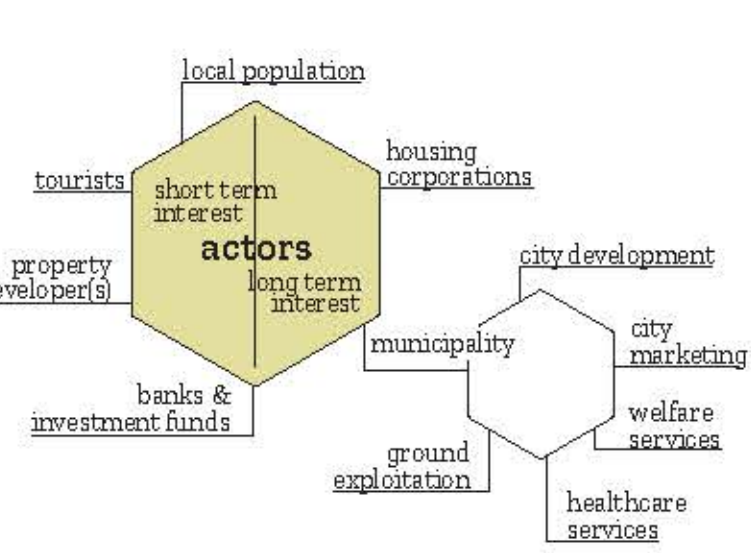 local population
tourists
housing
corporations
short term
interest
actors
long term
interest
property
eveloper(s)
banks &
investment funds
municipality
city development
city
marketing
welfare
services
ground
exploitation
healthcare
services